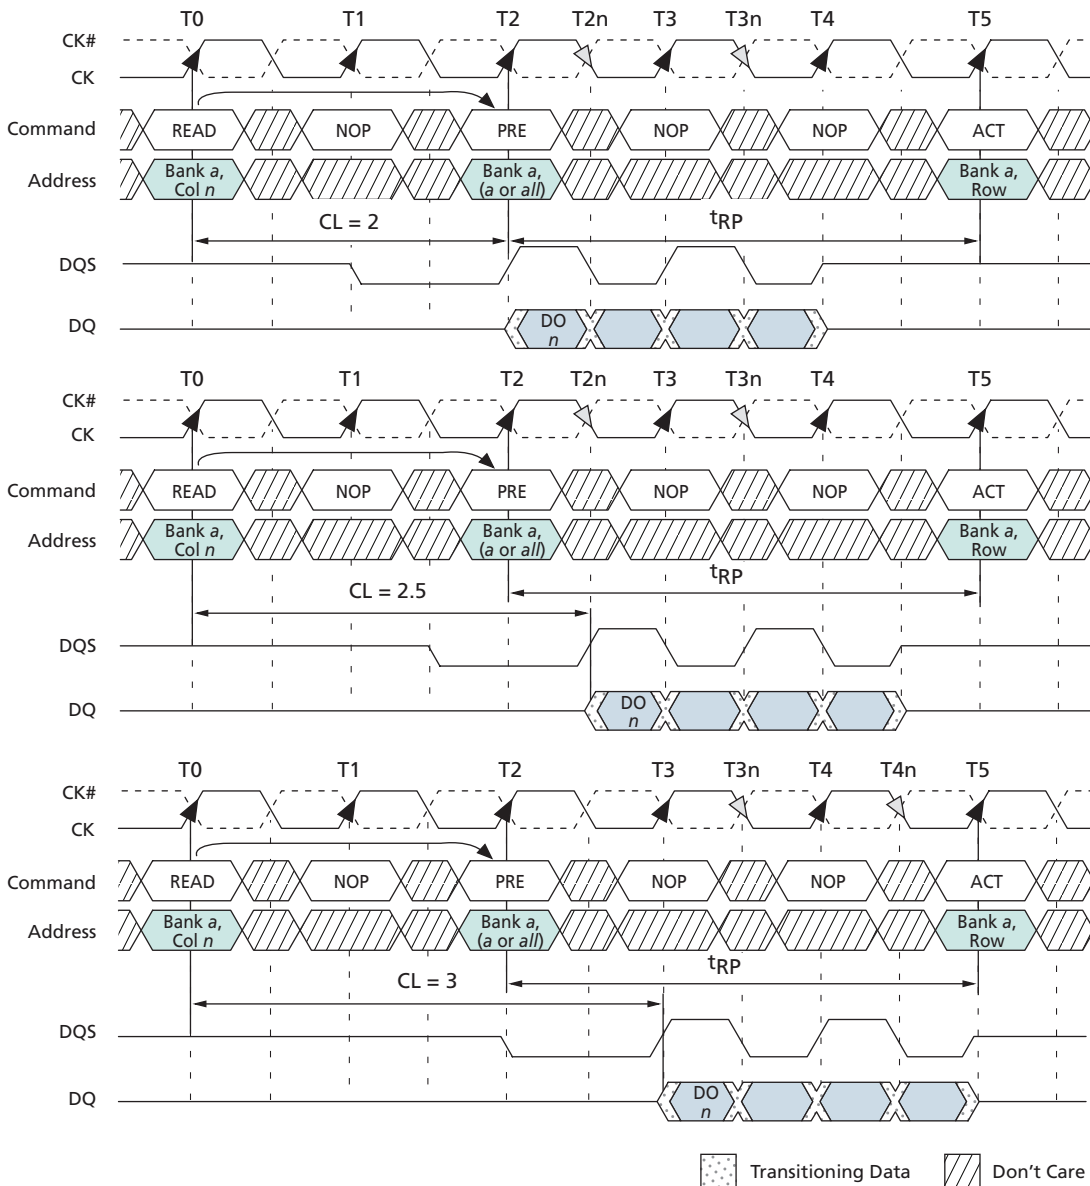 T0 T1 T2 T2n T3 T3n T4 T5
CK#
CK
Command READ NOP PRE NOP NOP ACT
Address Bank a, Col n Bank a, (a or all) Bank a, Row
CL = 2 tRP
DQS
DQ DO n
T0 T1 T2 T2n T3 T3n T4 T5
CK#
CK
Command READ NOP PRE NOP NOP ACT
Address Bank a, Col n Bank a, (a or all) Bank a, Row
tRP
CL = 2.5
DQS
DQ DO n
T0 T1 T2 T3 T3n T4 T4n T5
CK#
CK
Command READ NOP PRE NOP NOP ACT
Address Bank a, Col n Bank a, (a or all) Bank a, Row
tRP
CL = 3
DQS
DQ DO n
Transitioning Data Don't Care